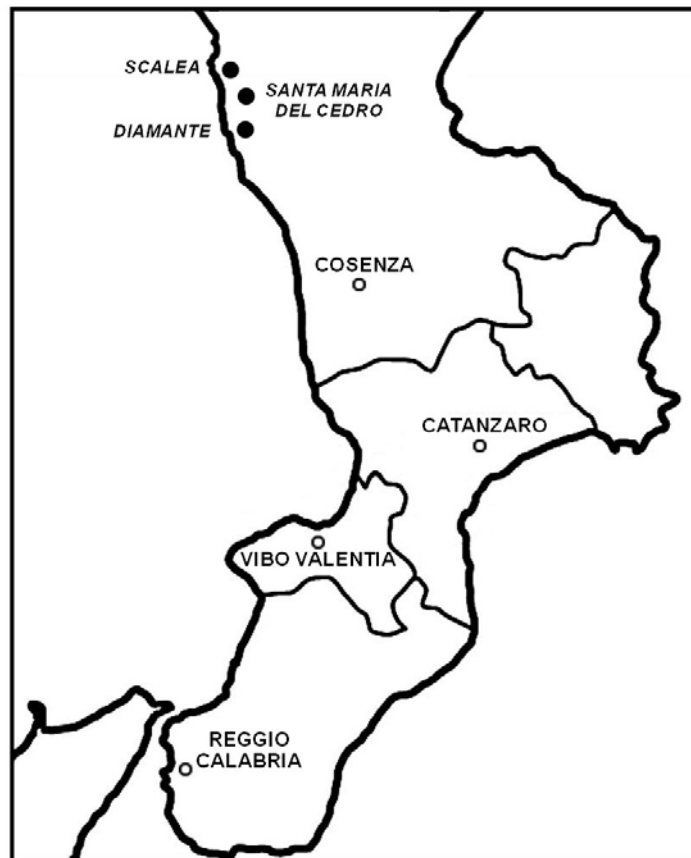 SCALEA
SANTA MARIA
DEL CEDRO
DIAMANTE
COSENZA
CATANZARO
VIBO VALENTIA
REGGIO
CALABRIA